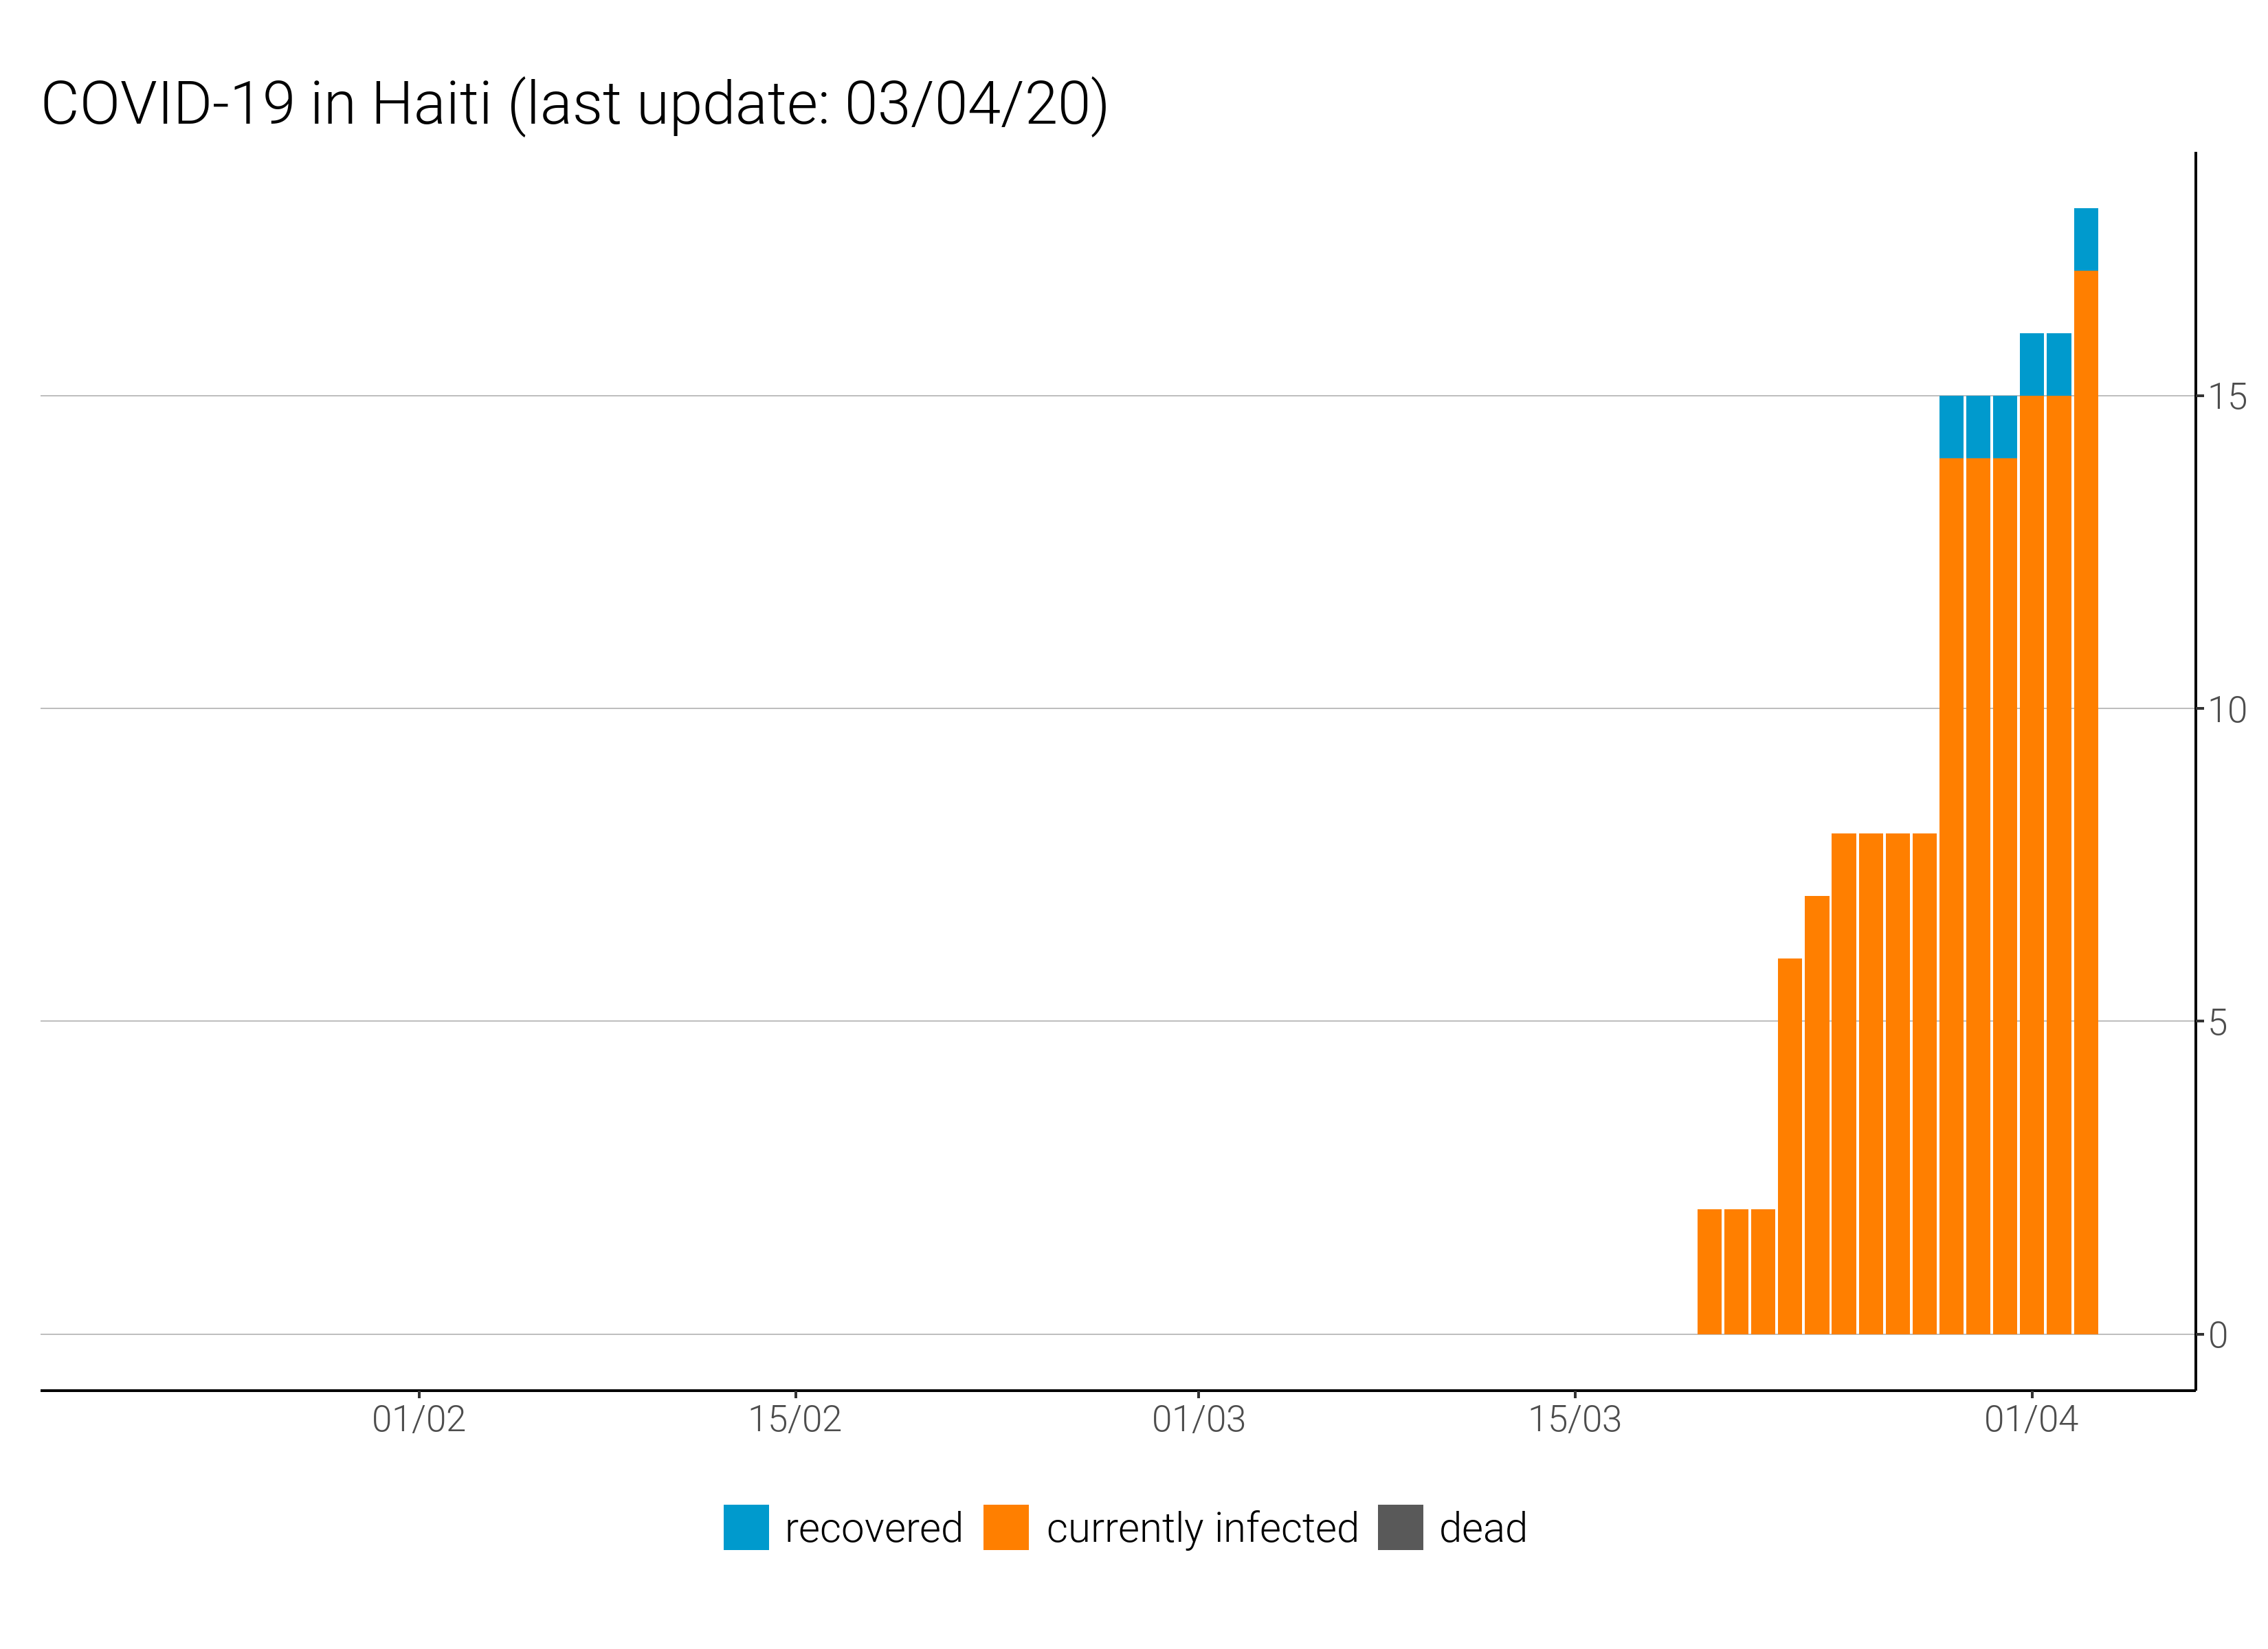 COVID-19 in Haiti (last update: 03/04/20)
15
10
5
0
01/02 15/02 01/03 15/03 01/04
recovered currently infected dead